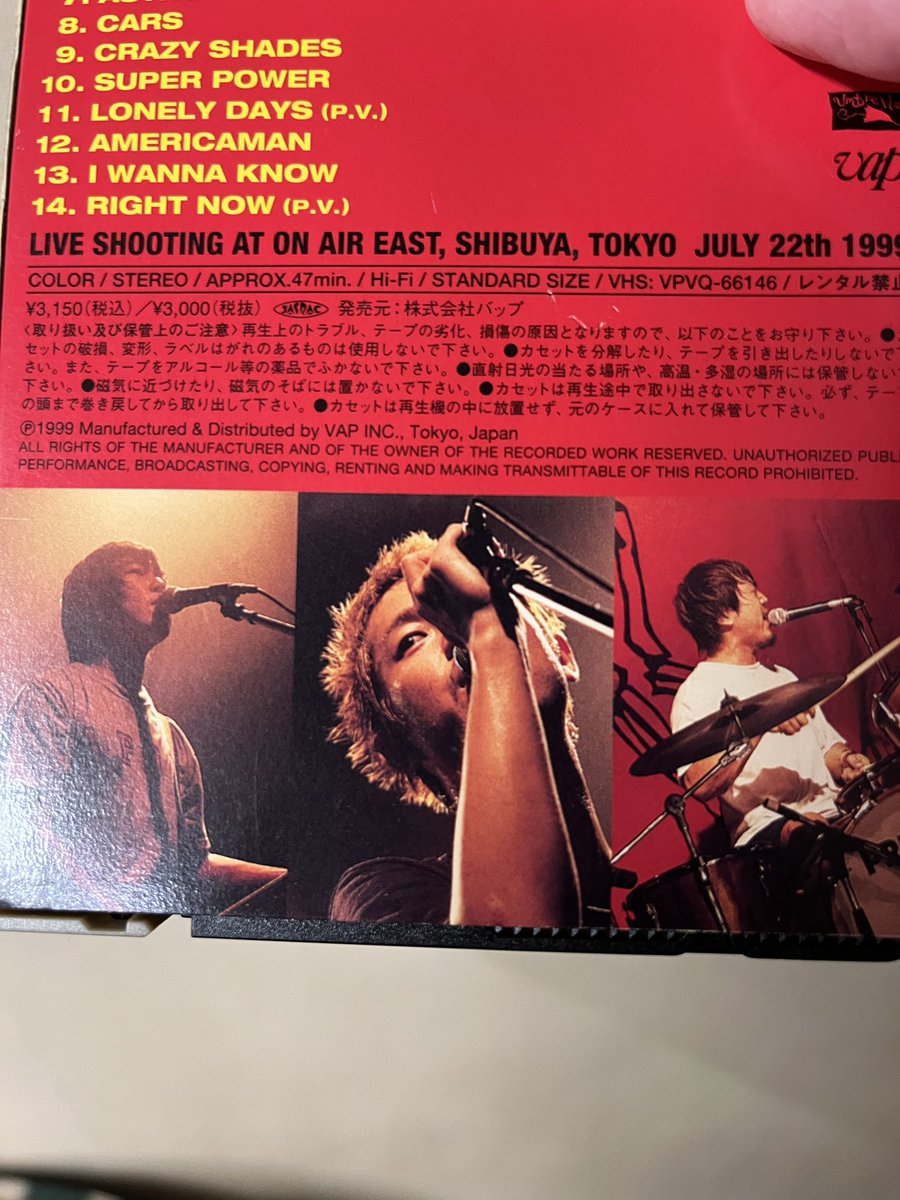 8. CARS
9. CRAZY SHADES
10. SUPER POWER
11. LONELY DAYS (P.V.)
12. AMERICAMAN
13. I WANNA KNOW
14. RIGHT NOW (P.V.)
vap
LIVE SHOOTING AT ON AIR EAST, SHIBUYA, TOKYO JULY 22th 1999
COLOR / STEREO / APPROX.47min. / Hi-Fi / STANDARD SIZE / VHS: VPVQ-66146 / レンタル禁止
¥3,150(税込)／¥3,000(税抜) JASRAC 発売元：株式会社バップ
〈取り扱い及び保管上のご注意〉再生上のトラブル、テープの劣化、損傷の原因となりますので、以下のことをお守り下さい。●
セットの破損、変形、ラベルはがれのあるものは使用しないで下さい。●カセットを分解したり、テープを引き出したりしないで下
さい。また、テープをアルコール等の薬品でふかないで下さい。●直射日光の当たる場所や、高温・多湿の場所には保管しない
下さい。●磁気に近づけたり、磁気のそばには置かないで下さい。●カセットは再生途中で取り出さないで下さい。必ず、テー
の頭まで巻き戻してから取り出して下さい。●カセットは再生機の中に放置せず、元のケースに入れて保管して下さい。
Ⓟ1999 Manufactured & Distributed by VAP INC., Tokyo, Japan
ALL RIGHTS OF THE MANUFACTURER AND OF THE OWNER OF THE RECORDED WORK RESERVED. UNAUTHORIZED PUBLI
PERFORMANCE, BROADCASTING, COPYING, RENTING AND MAKING TRANSMITTABLE OF THIS RECORD PROHIBITED.